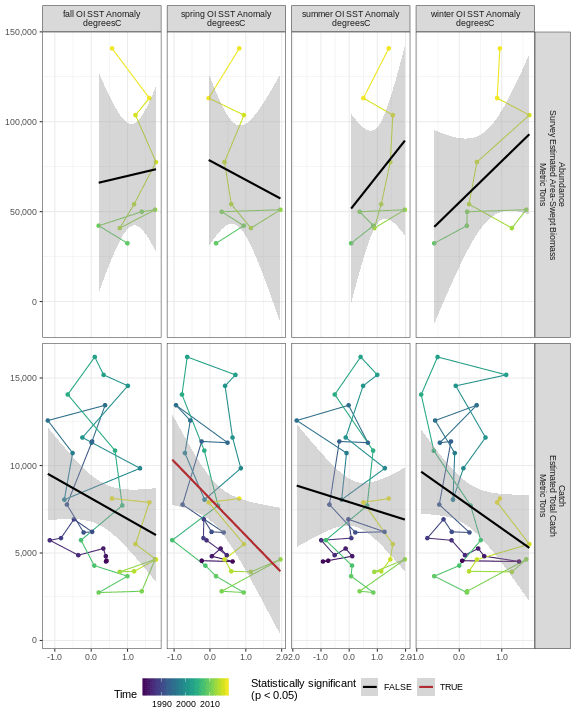 fall OI SST Anomaly
degreesC
spring OI SST Anomaly
degreesC
summer OI SST Anomaly
degreesC
winter OI SST Anomaly
degreesC
150,000
100,000
50,000
0
Abundance
Survey Estimated Area-Swept Biomass
Metric Tons
15,000
10,000
5,000
0
Catch
Estimated Total Catch
Metric Tons
-1.0 0.0 1.0
-1.0 0.0 1.0 2.0
-2.0 -1.0 0.0 1.0 2.0
-1.0 0.0 1.0
Time
1990 2000 2010
Statistically significant
(p < 0.05)
FALSE
TRUE